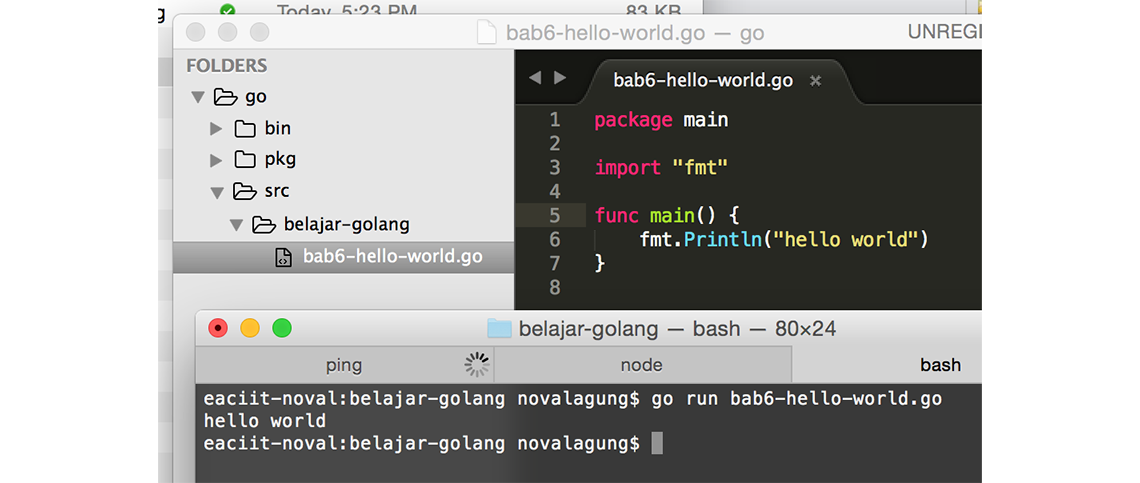 Today, 5:23 PM 83 KB
bab6-hello-world.go — go
FOLDERS
go
bin
pkg
src
belajar-golang
bab6-hello-world.go
bab6-hello-world.go ×
1 package main
2
3 import "fmt"
4
5 func main() {
6 fmt.Println("hello world")
7 }
8
belajar-golang — bash — 80×24
ping node bash
eaciit-noval:belajar-golang novalagung$ go run bab6-hello-world.go
hello world
eaciit-noval:belajar-golang novalagung$